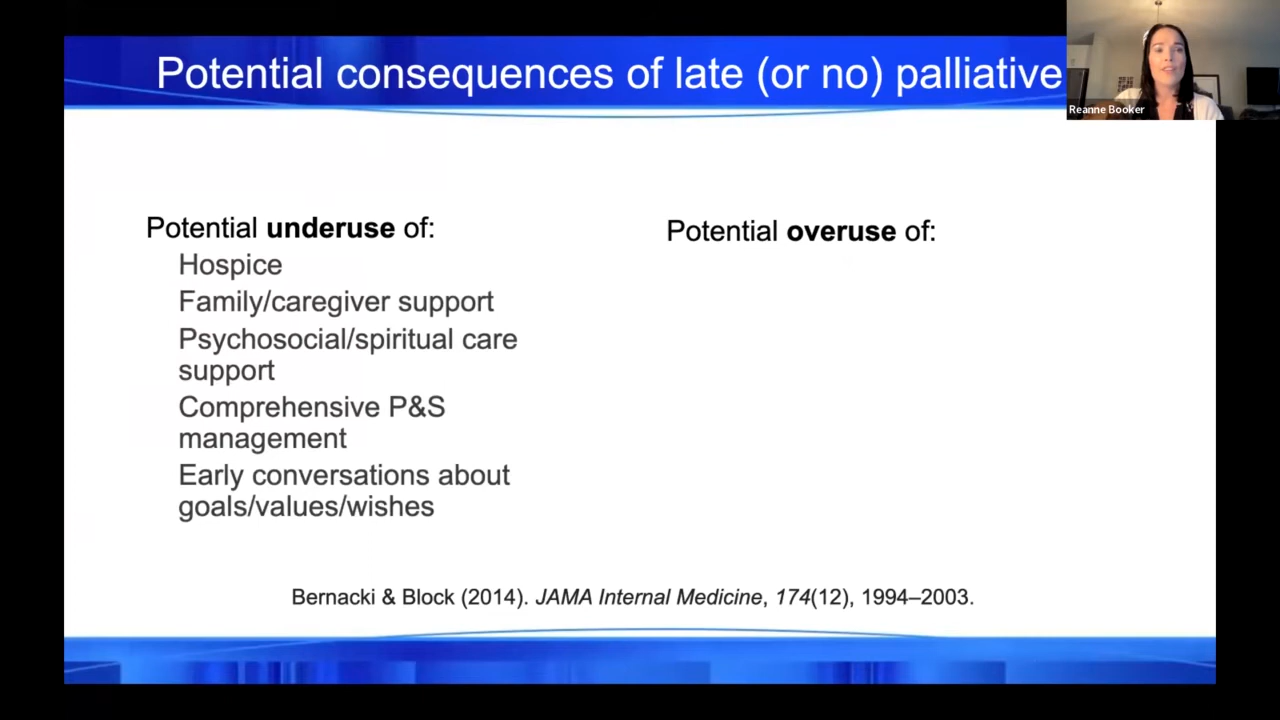 Potential consequences of late (or no) palliative
Reanne Booker
Potential underuse of:
Hospice
Family/caregiver support
Psychosocial/spiritual care
support
Comprehensive P&S
management
Early conversations about
goals/values/wishes
Potential overuse of:
Bernacki & Block (2014). JAMA Internal Medicine, 174(12), 1994–2003.